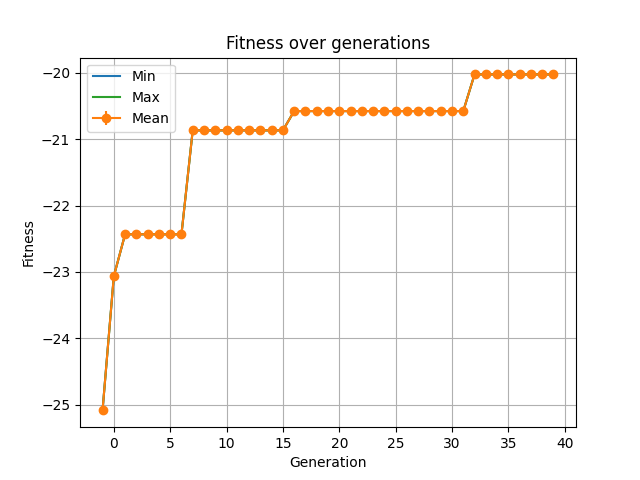 Fitness over generations
Min
Max
Mean
−20
−21
−22
−23
−24
−25
Fitness
0 5 10 15 20 25 30 35 40
Generation